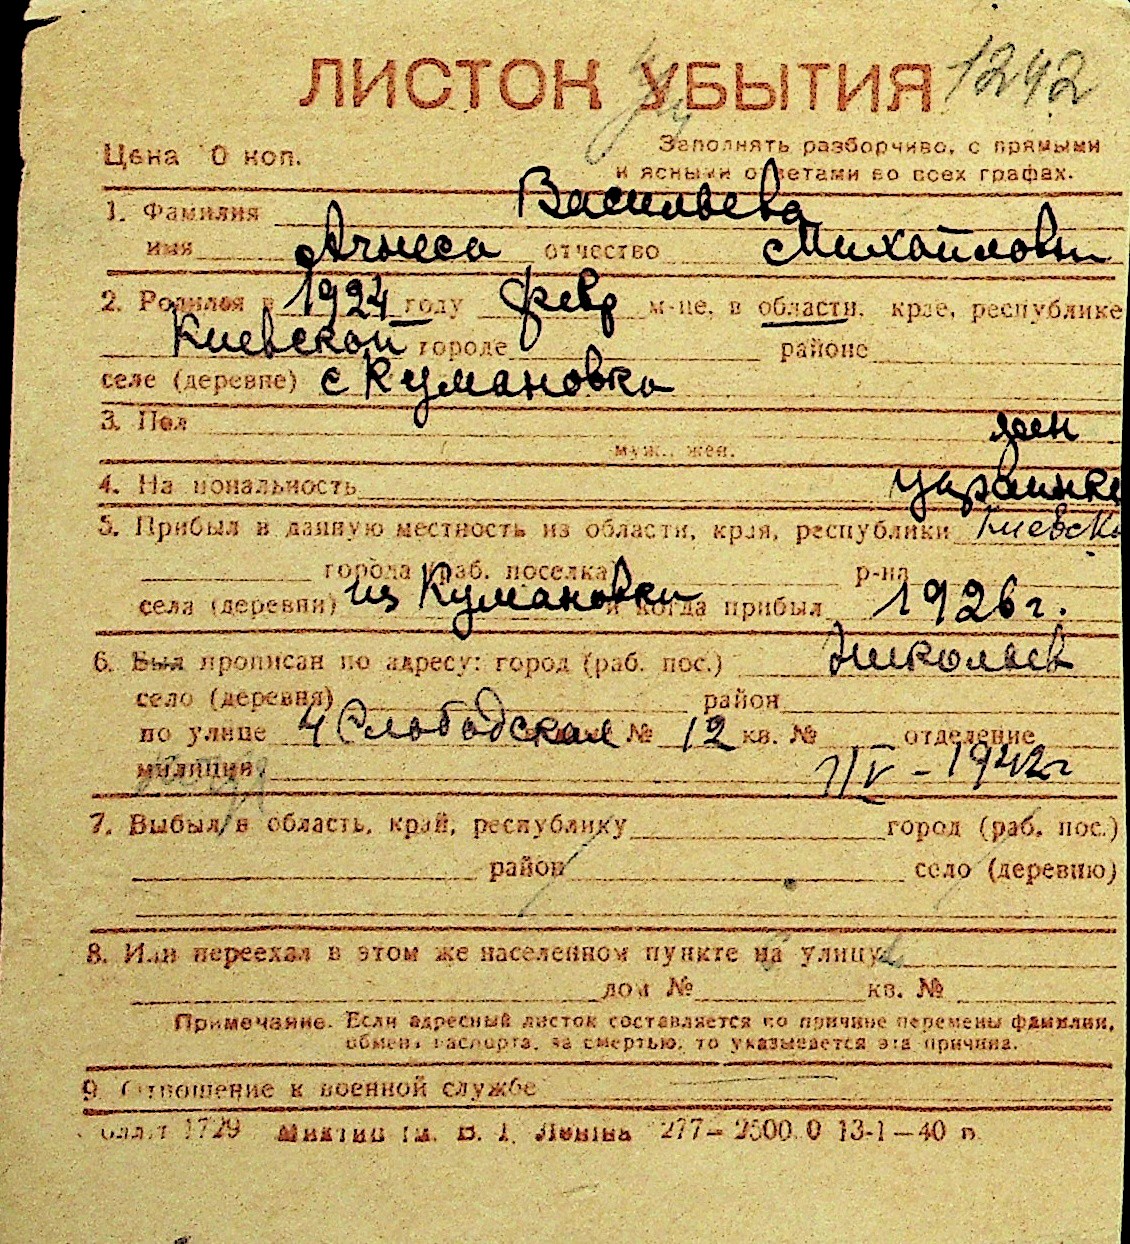 ЛИСТОК УБЫТИЯ 1242
Цена 10 коп. Заполнять разборчиво, с прямыми
и ясными ответами во всех графах.
1. Фамилия Васильева
имя Агнеса отчество Михайловн
2. Родился в 1924 году февр м-це, в области, крае, республике
Киевской городе районе
селе (деревне) с Кумановка
3. Пол жен
муж., жен.
4. Национальность украинка
5. Прибыл в данную местность из области, края, республики Киевско
города (раб. поселка) р-на
села (деревни) из Кумановки и когда прибыл 1926 г.
6. Был прописан по адресу: город (раб. пос.) Николаев
село (деревня) район
по улице 4 Слободская № 12 кв. № отделение
милиции IV - 1942 г
7. Выбыл в область, край, республику город (раб. пос.)
район село (деревню)
8. Или переехал в этом же населенном пункте на улицу
дом № кв. №
Примечание. Если адресный листок составляется по причине перемены фамилии,
обмена паспорта, за смертью, то указывается эта причина.
9. Отношение к военной службе
1729 277 — 2500.0 13-1—40 г.